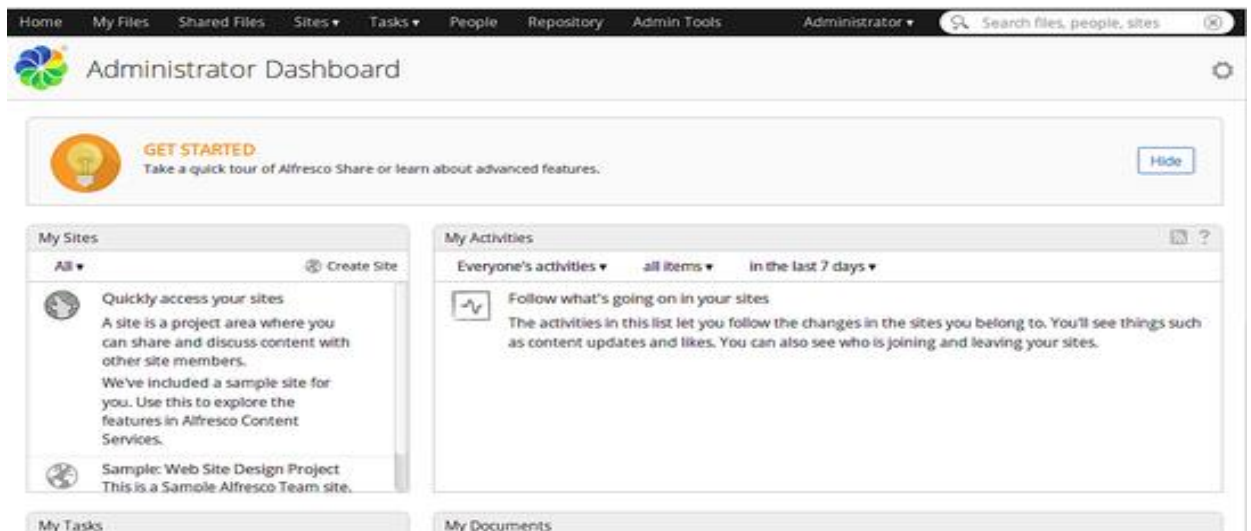 Home My Files Shared Files Sites ▾ Tasks ▾ People Repository Admin Tools Administrator ▾ Search files, people, sites
Administrator Dashboard
GET STARTED
Take a quick tour of Alfresco Share or learn about advanced features.
Hide
My Sites
All ▾ Create Site
Quickly access your sites
A site is a project area where you
can share and discuss content with
other site members.
We've included a sample site for
you. Use this to explore the
features in Alfresco Content
Services.
Sample: Web Site Design Project
This is a Sample Alfresco Team site.
My Activities ?
Everyone's activities ▾ all items ▾ in the last 7 days ▾
Follow what's going on in your sites
The activities in this list let you follow the changes in the sites you belong to. You'll see things such
as content updates and likes. You can also see who is joining and leaving your sites.
My Tasks
My Documents